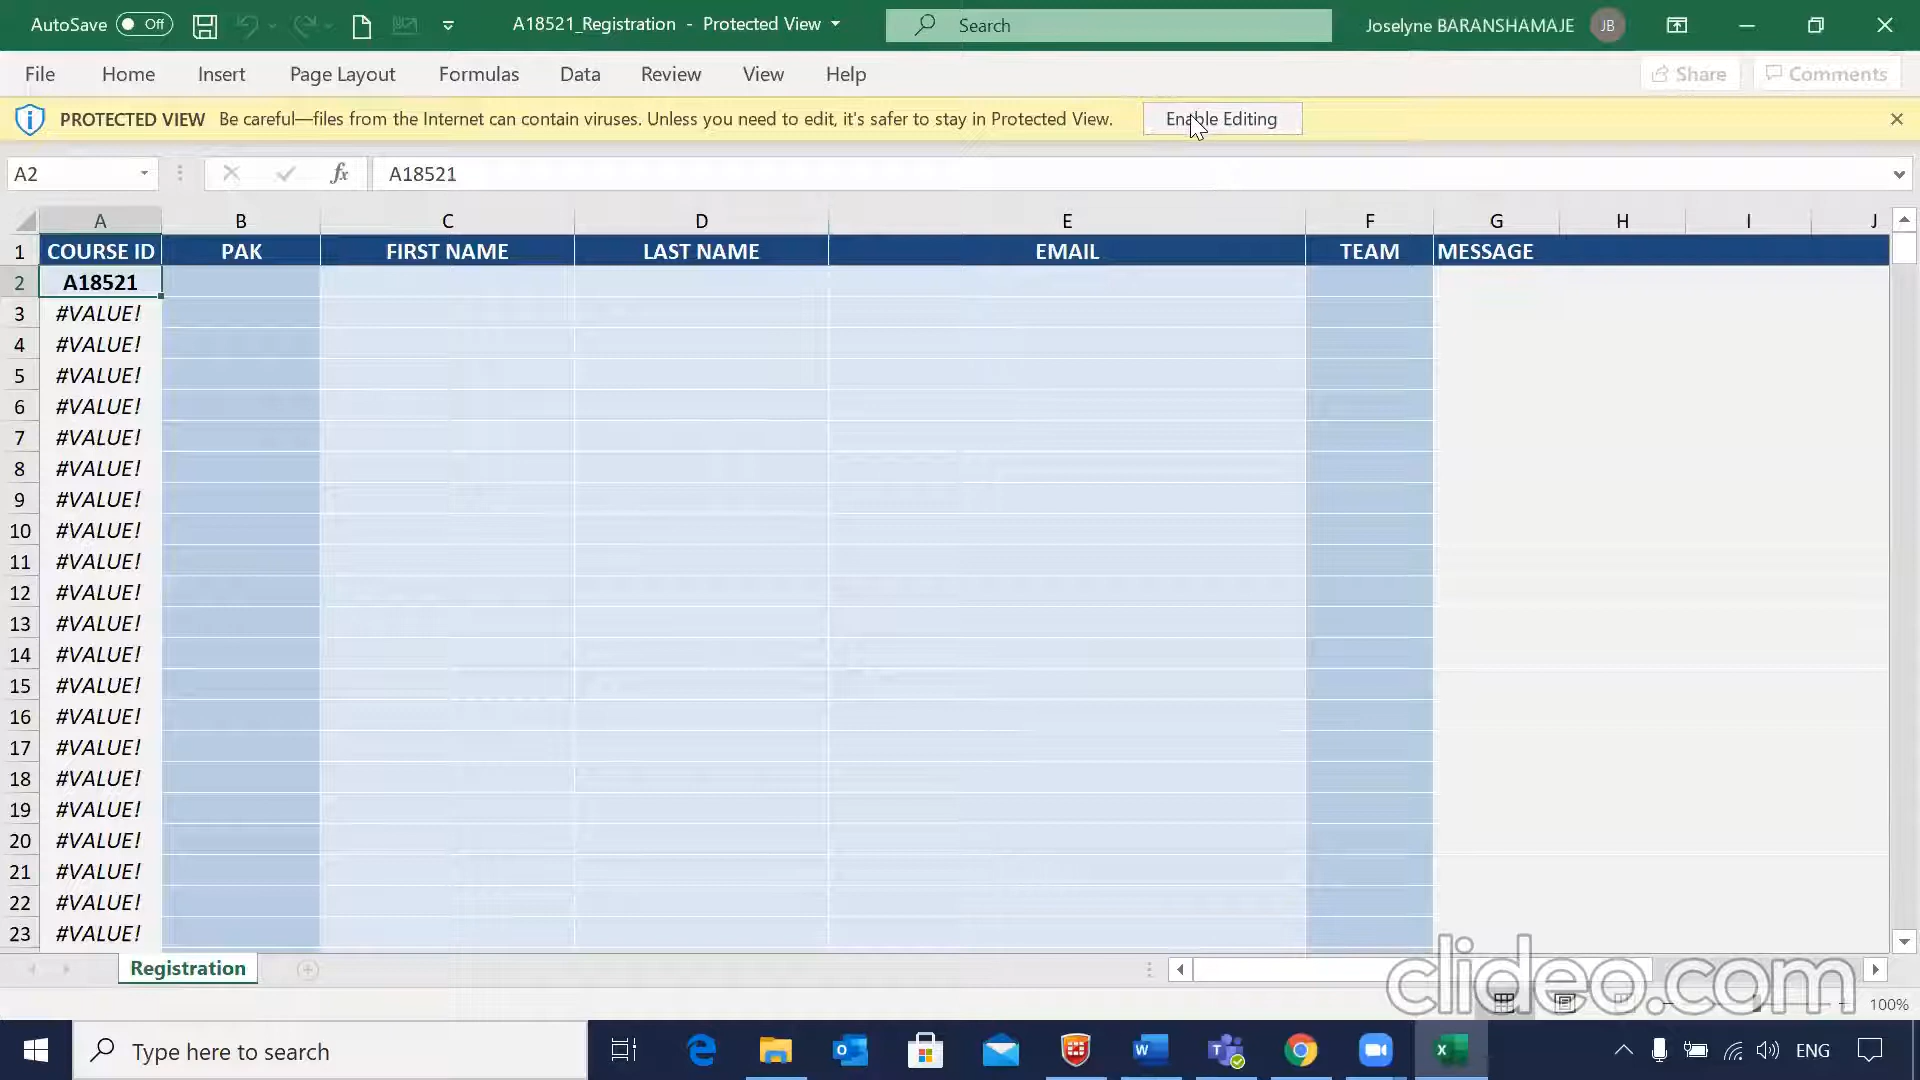 AutoSave Off A18521_Registration - Protected View Search Joselyne BARANSHAMAJE JB
File Home Insert Page Layout Formulas Data Review View Help Share Comments
PROTECTED VIEW Be careful—files from the Internet can contain viruses. Unless you need to edit, it's safer to stay in Protected View. Enable Editing
A2 fx A18521
A B C D E F G H I J
1 COURSE ID PAK FIRST NAME LAST NAME EMAIL TEAM MESSAGE
2 A18521
3 #VALUE!
4 #VALUE!
5 #VALUE!
6 #VALUE!
7 #VALUE!
8 #VALUE!
9 #VALUE!
10 #VALUE!
11 #VALUE!
12 #VALUE!
13 #VALUE!
14 #VALUE!
15 #VALUE!
16 #VALUE!
17 #VALUE!
18 #VALUE!
19 #VALUE!
20 #VALUE!
21 #VALUE!
22 #VALUE!
23 #VALUE!
Registration
clideo.com
100%
Type here to search ENG